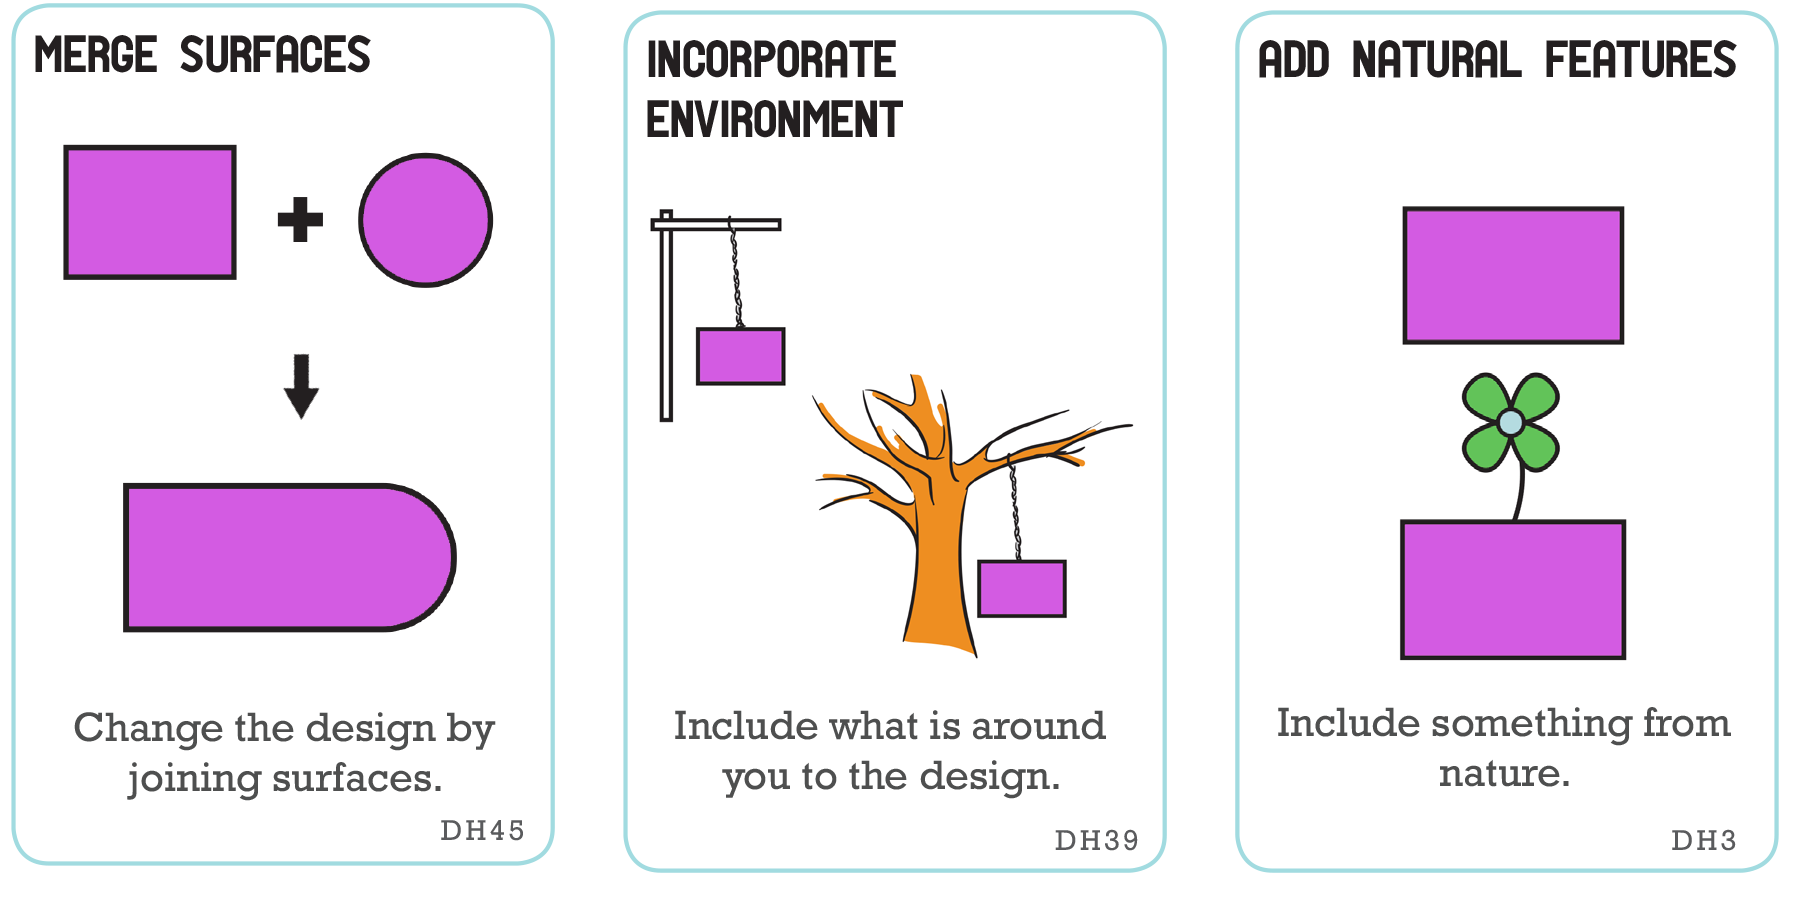 MERGE SURFACES
Change the design by
joining surfaces.
DH45
INCORPORATE
ENVIRONMENT
Include what is around
you to the design.
DH39
ADD NATURAL FEATURES
Include something from
nature.
DH3